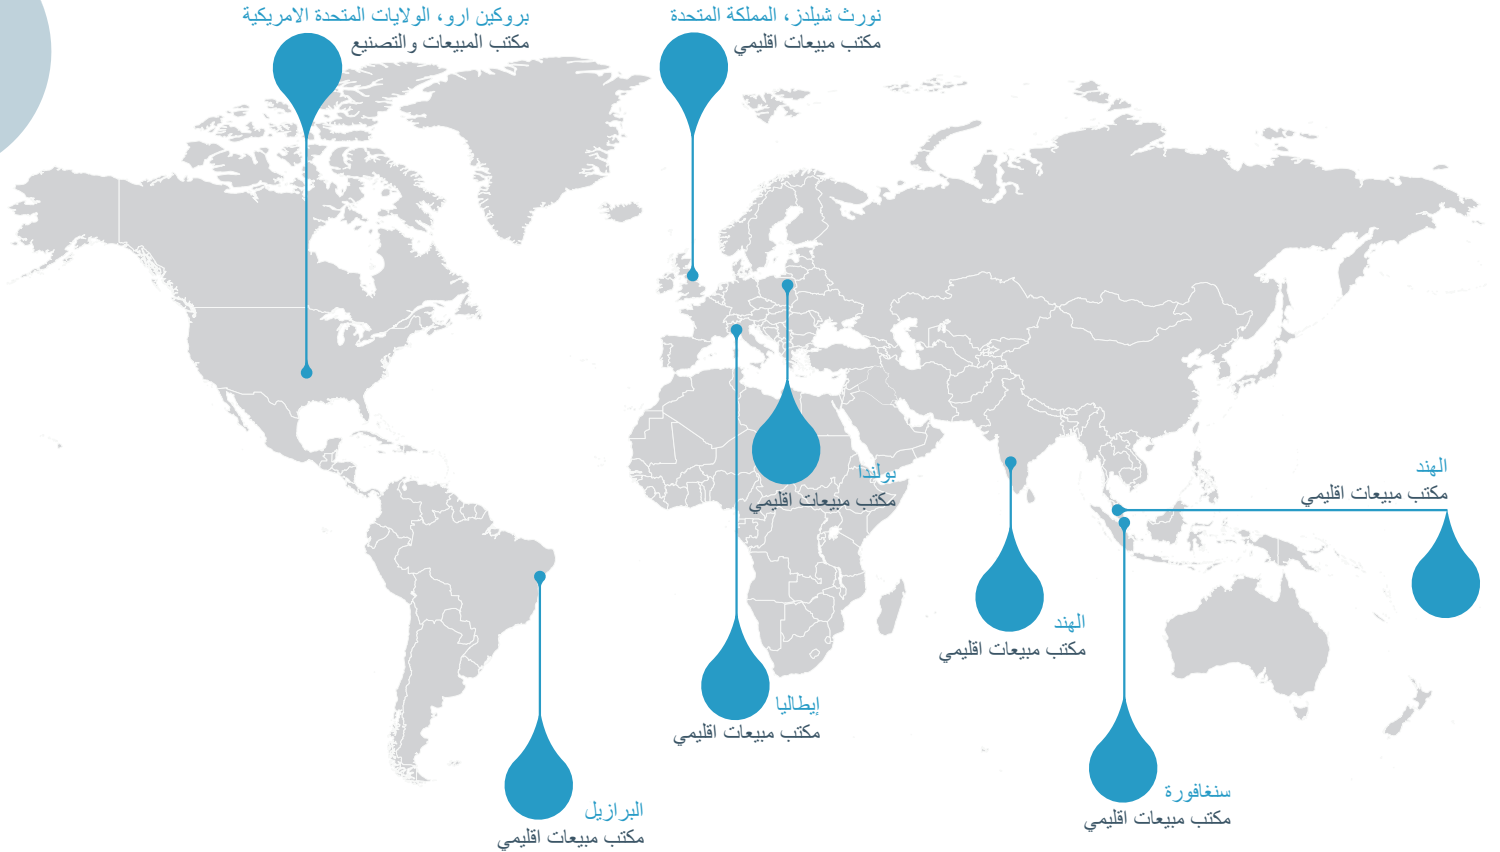 بروكين ارو، الولايات المتحدة الامريكية
مكتب المبيعات والتصنيع
نورث شيلدز، المملكة المتحدة
مكتب مبيعات اقليمي
بولندا
مكتب مبيعات اقليمي
الهند
مكتب مبيعات اقليمي
الهند
مكتب مبيعات اقليمي
إيطاليا
مكتب مبيعات اقليمي
سنغافورة
مكتب مبيعات اقليمي
البرازيل
مكتب مبيعات اقليمي